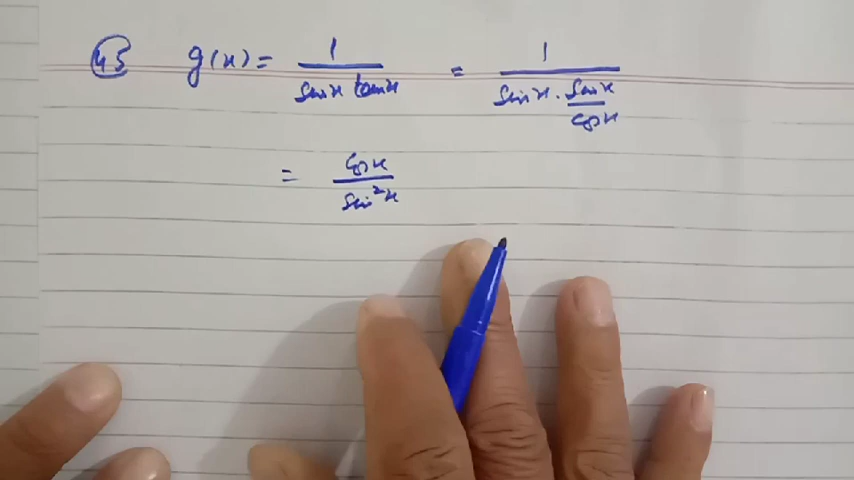 45 g(x) = 1 / (sin x tan x) = 1 / (sin x · sin x / cos x)
= cos x / sin²x